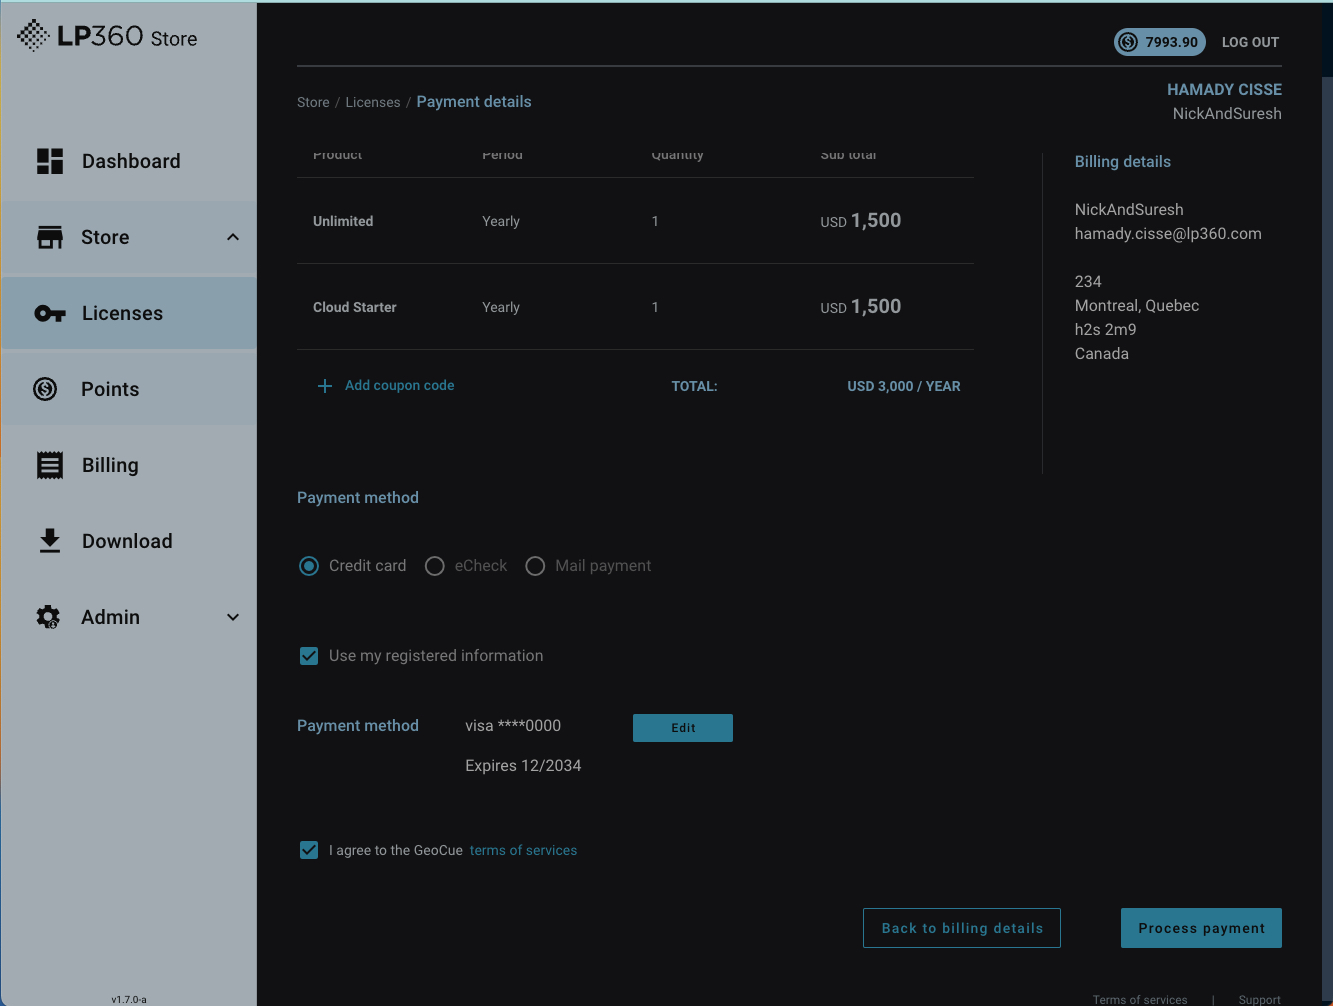 LP360 Store
7993.90
LOG OUT
HAMADY CISSE
NickAndSuresh
Store / Licenses / Payment details
Dashboard
Store
Licenses
Points
Billing
Download
Admin
v1.7.0-a
Product Period Quantity Sub total
Unlimited Yearly 1 USD 1,500
Cloud Starter Yearly 1 USD 1,500
Add coupon code TOTAL: USD 3,000 / YEAR
Billing details
NickAndSuresh
hamady.cisse@lp360.com
234
Montreal, Quebec
h2s 2m9
Canada
Payment method
Credit card eCheck Mail payment
Use my registered information
Payment method visa ****0000 Edit
Expires 12/2034
I agree to the GeoCue terms of services
Back to billing details Process payment
Terms of services | Support